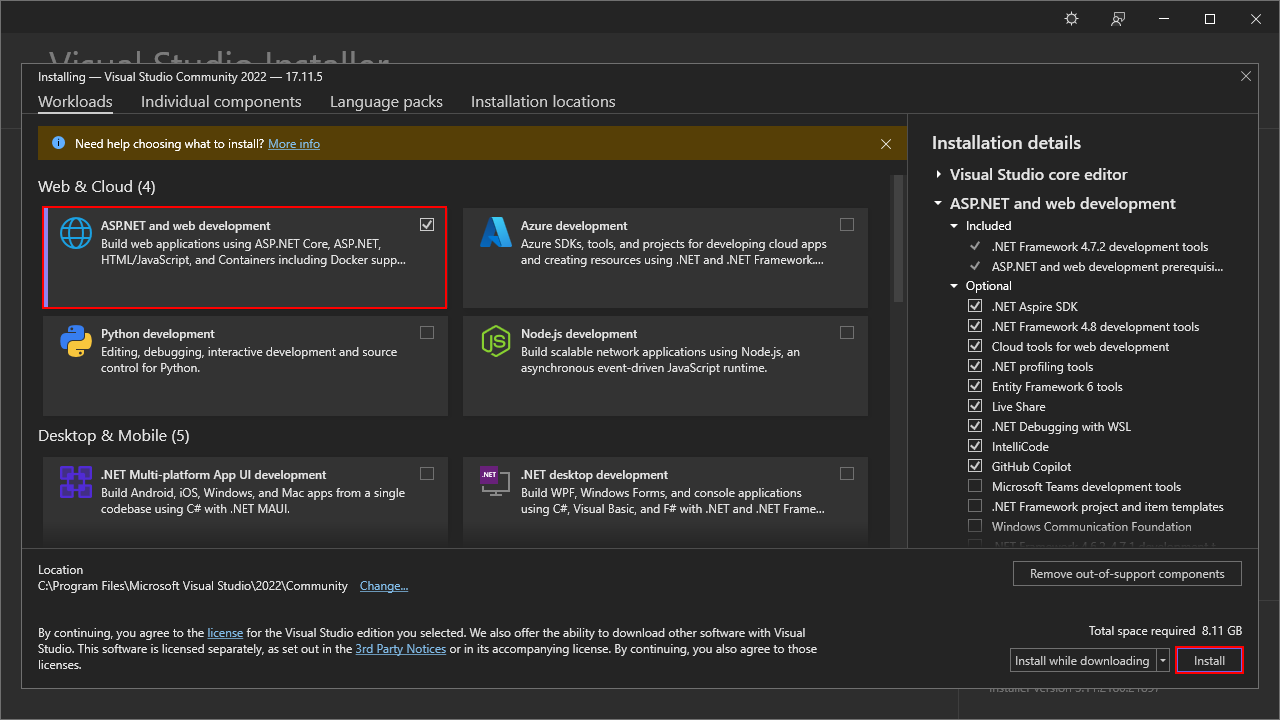 Visual Studio Installer
Installing — Visual Studio Community 2022 — 17.11.5
Workloads
Individual components
Language packs
Installation locations
Need help choosing what to install? More info
Web & Cloud (4)
ASP.NET and web development
Build web applications using ASP.NET Core, ASP.NET,
HTML/JavaScript, and Containers including Docker supp...
Azure development
Azure SDKs, tools, and projects for developing cloud apps
and creating resources using .NET and .NET Framework....
Python development
Editing, debugging, interactive development and source
control for Python.
Node.js development
Build scalable network applications using Node.js, an
asynchronous event-driven JavaScript runtime.
JS
Desktop & Mobile (5)
.NET Multi-platform App UI development
Build Android, iOS, Windows, and Mac apps from a single
codebase using C# with .NET MAUI.
.NET
.NET desktop development
Build WPF, Windows Forms, and console applications
using C#, Visual Basic, and F# with .NET and .NET Frame...
Installation details
Visual Studio core editor
ASP.NET and web development
Included
.NET Framework 4.7.2 development tools
ASP.NET and web development prerequisi...
Optional
.NET Aspire SDK
.NET Framework 4.8 development tools
Cloud tools for web development
.NET profiling tools
Entity Framework 6 tools
Live Share
.NET Debugging with WSL
IntelliCode
GitHub Copilot
Microsoft Teams development tools
.NET Framework project and item templates
Windows Communication Foundation
Location
C:\Program Files\Microsoft Visual Studio\2022\Community Change...
Remove out-of-support components
By continuing, you agree to the license for the Visual Studio edition you selected. We also offer the ability to download other software with Visual
Studio. This software is licensed separately, as set out in the 3rd Party Notices or in its accompanying license. By continuing, you also agree to those
licenses.
Total space required 8.11 GB
Install while downloading
Install